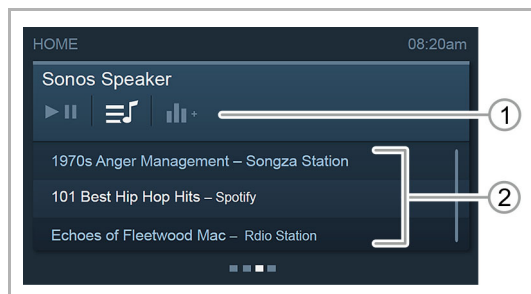 HOME 08:20am
Sonos Speaker
1
1970s Anger Management – Songza Station
101 Best Hip Hop Hits – Spotify
2
Echoes of Fleetwood Mac – Rdio Station